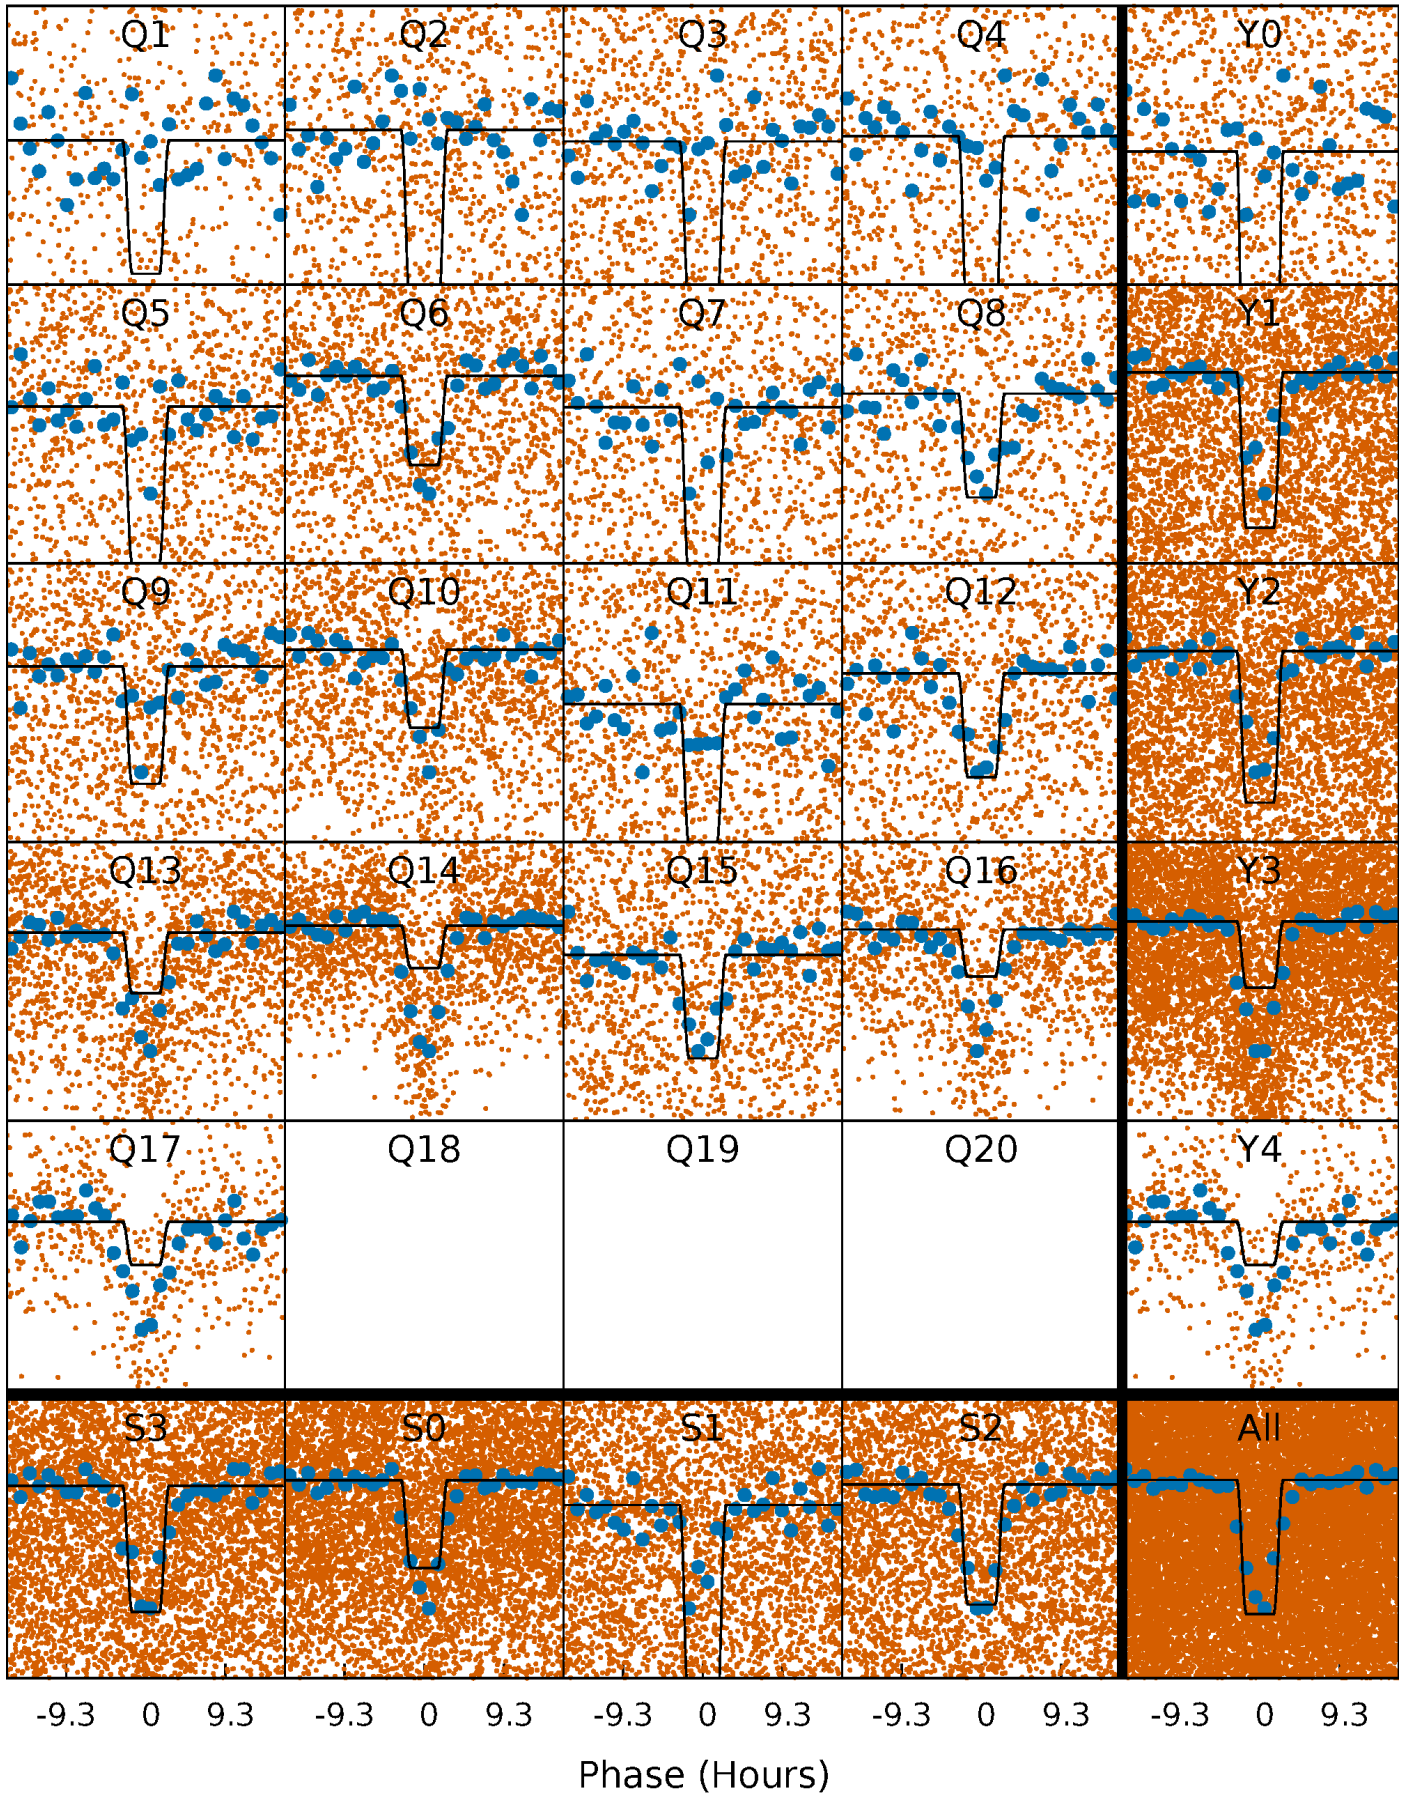 Q1 Q2 Q3 Q4 Y0
Q5 Q6 Q7 Q8 Y1
Q9 Q10 Q11 Q12 Y2
Q13 Q14 Q15 Q16 Y3
Q17 Q18 Q19 Q20 Y4
S3 S0 S1 S2 All
-9.3 0 9.3 -9.3 0 9.3 -9.3 0 9.3 -9.3 0 9.3 -9.3 0 9.3
Phase (Hours)